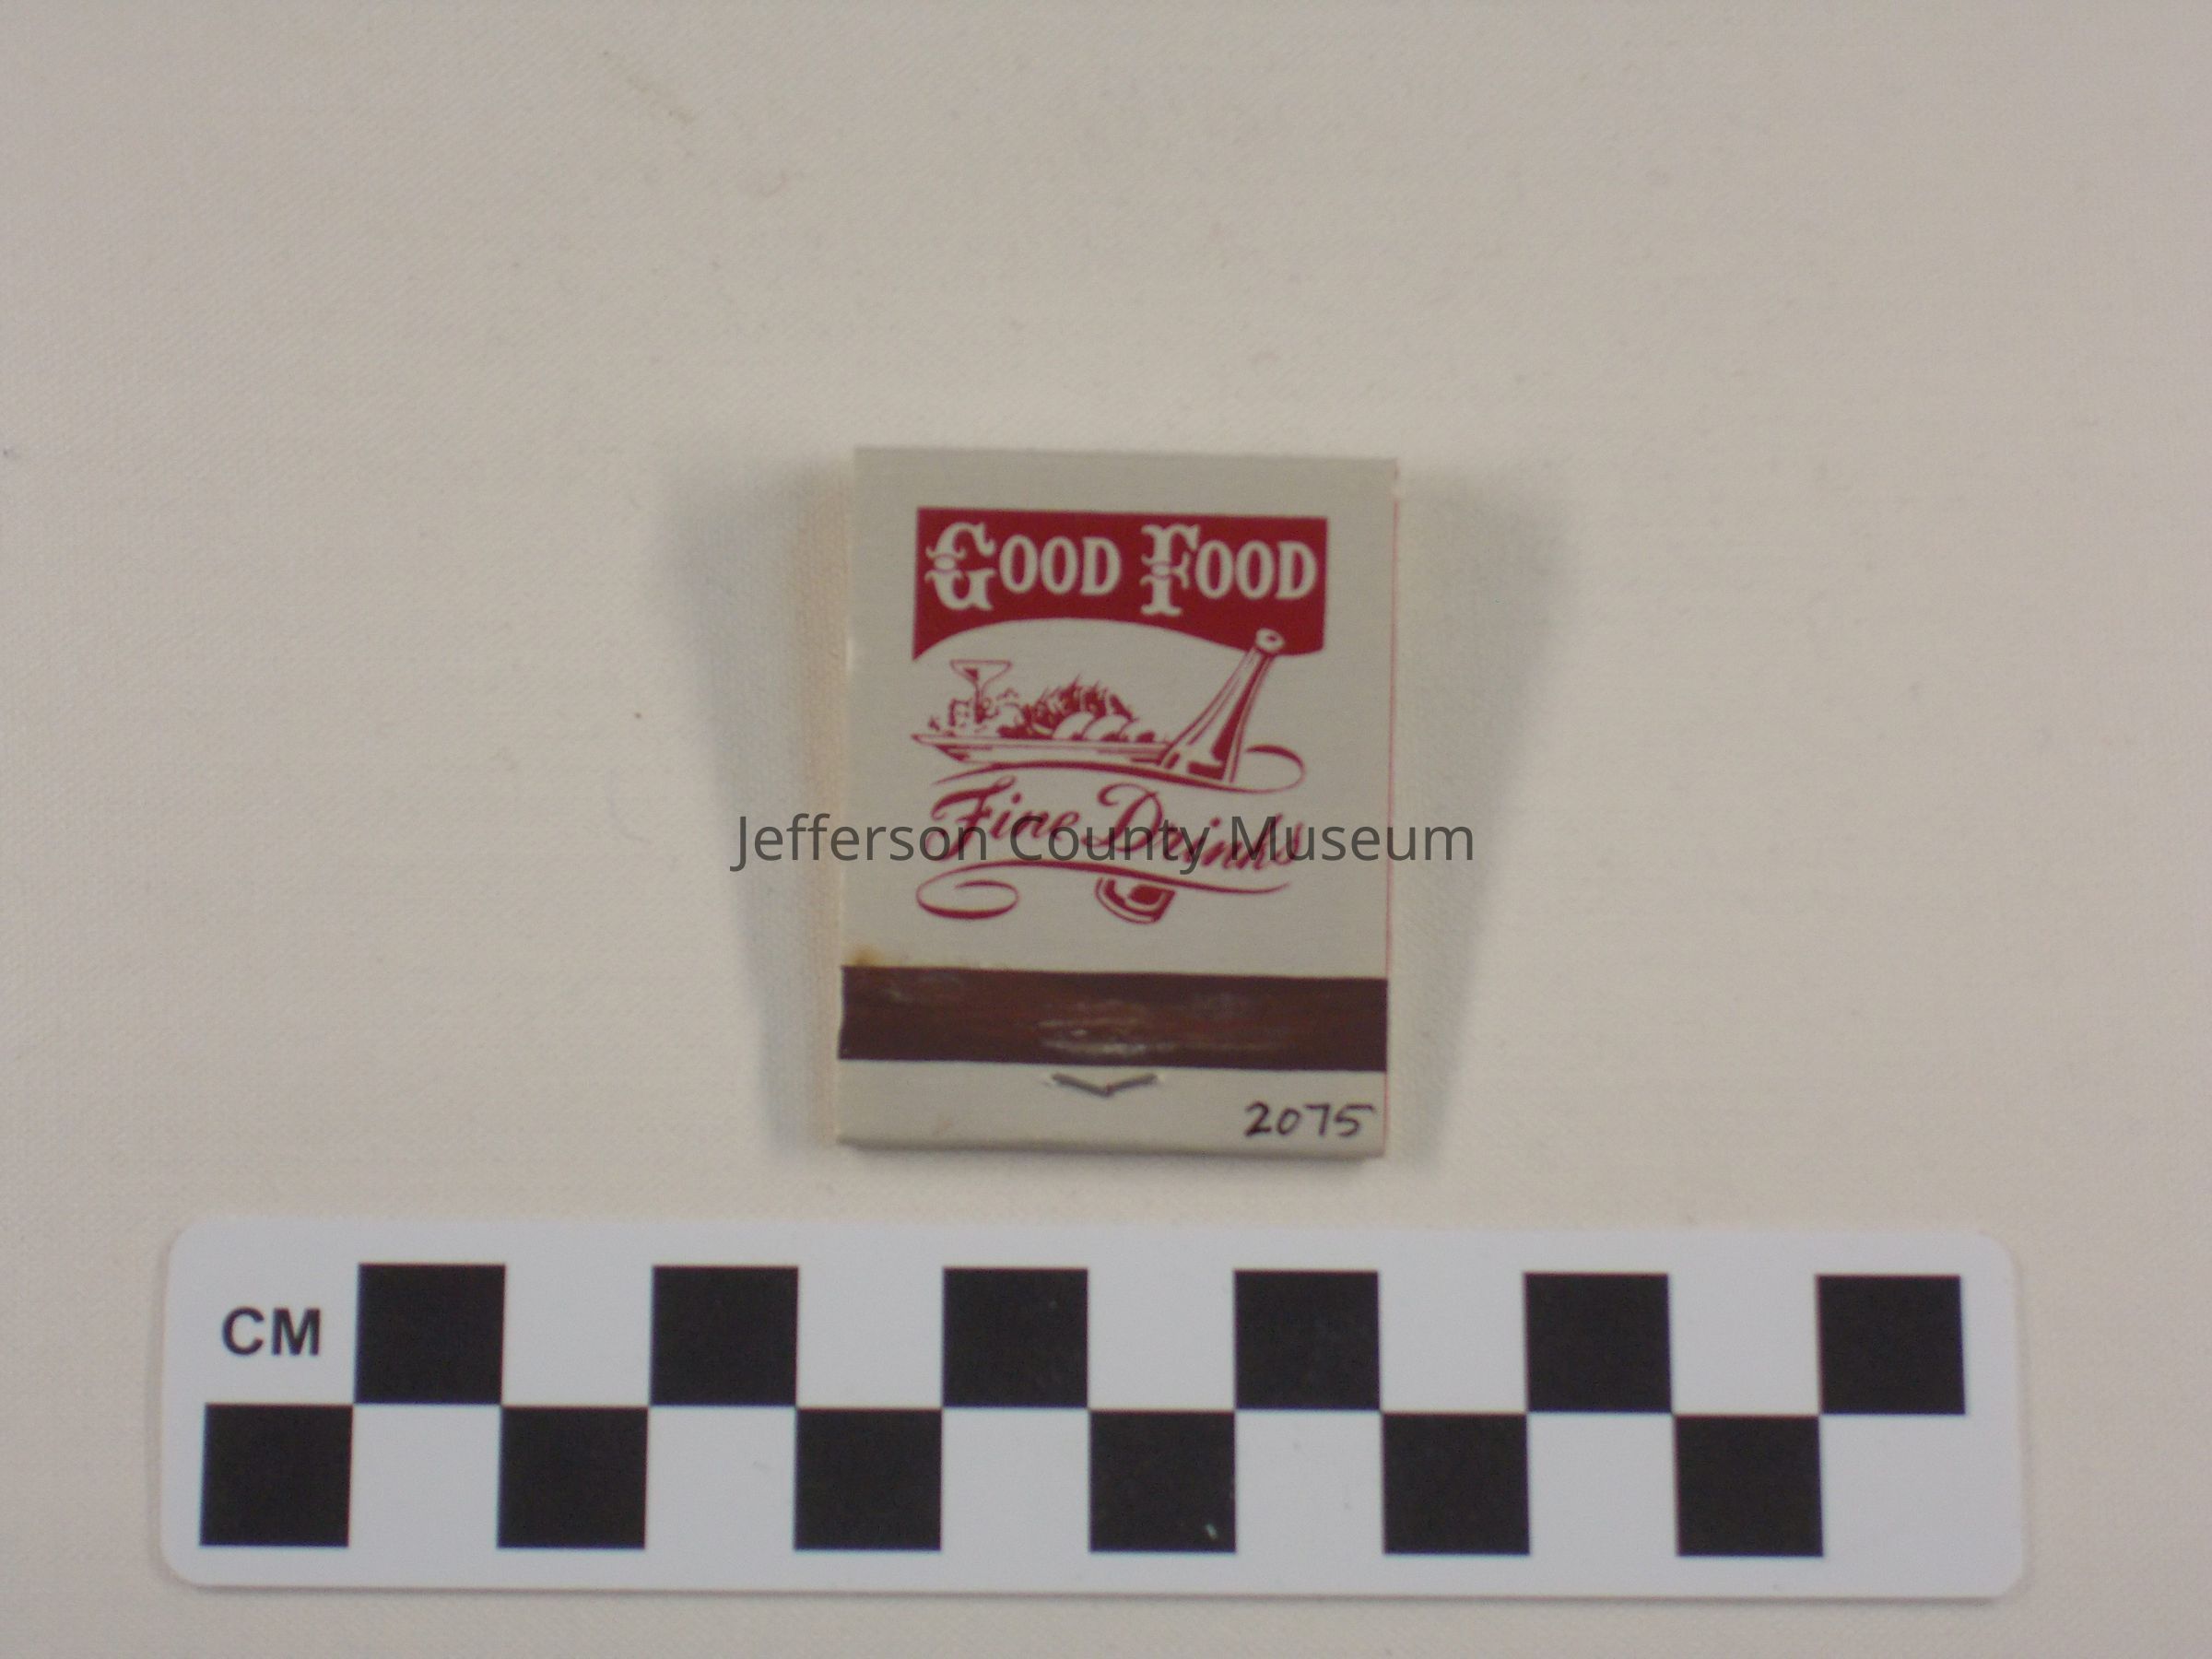 GOOD FOOD
Fine Drinks
Jefferson County Museum
2075
CM